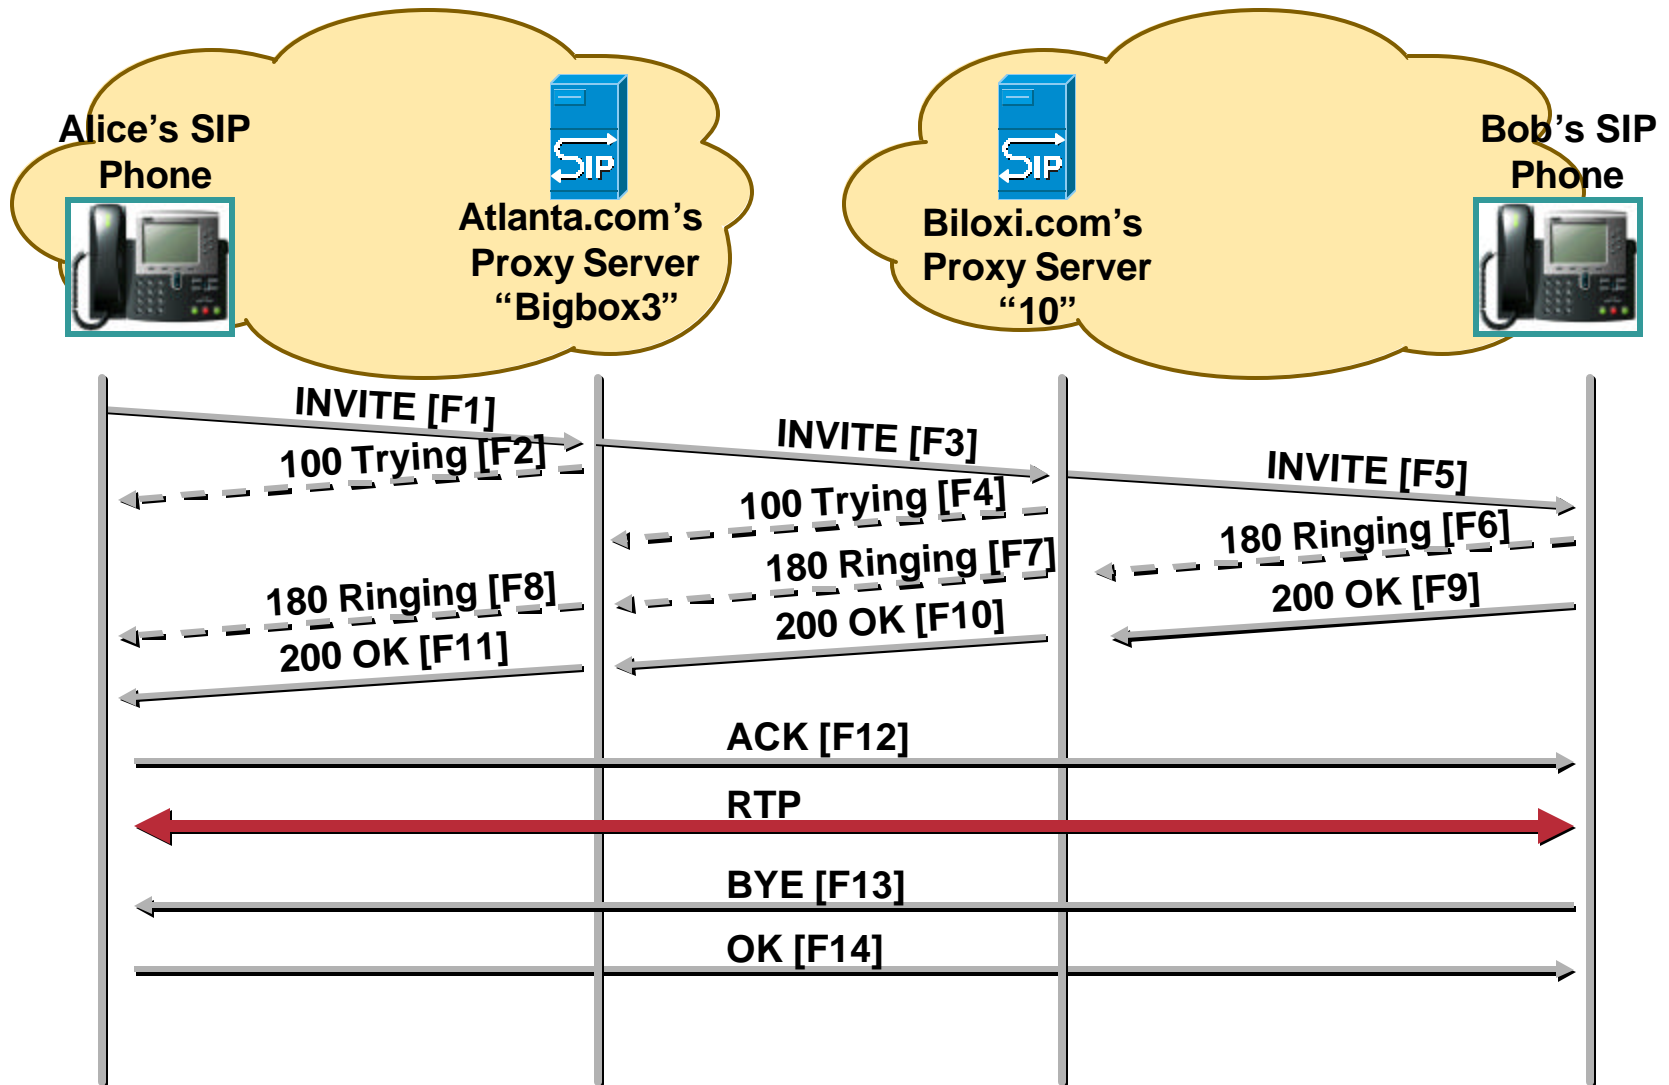 Alice's SIP
Phone
SIP
Atlanta.com's
Proxy Server
“Bigbox3”
SIP
Biloxi.com's
Proxy Server
“10”
Bob's SIP
Phone
INVITE [F1]
100 Trying [F2]
INVITE [F3]
100 Trying [F4]
INVITE [F5]
180 Ringing [F6]
180 Ringing [F7]
180 Ringing [F8]
200 OK [F9]
200 OK [F10]
200 OK [F11]
ACK [F12]
RTP
BYE [F13]
OK [F14]